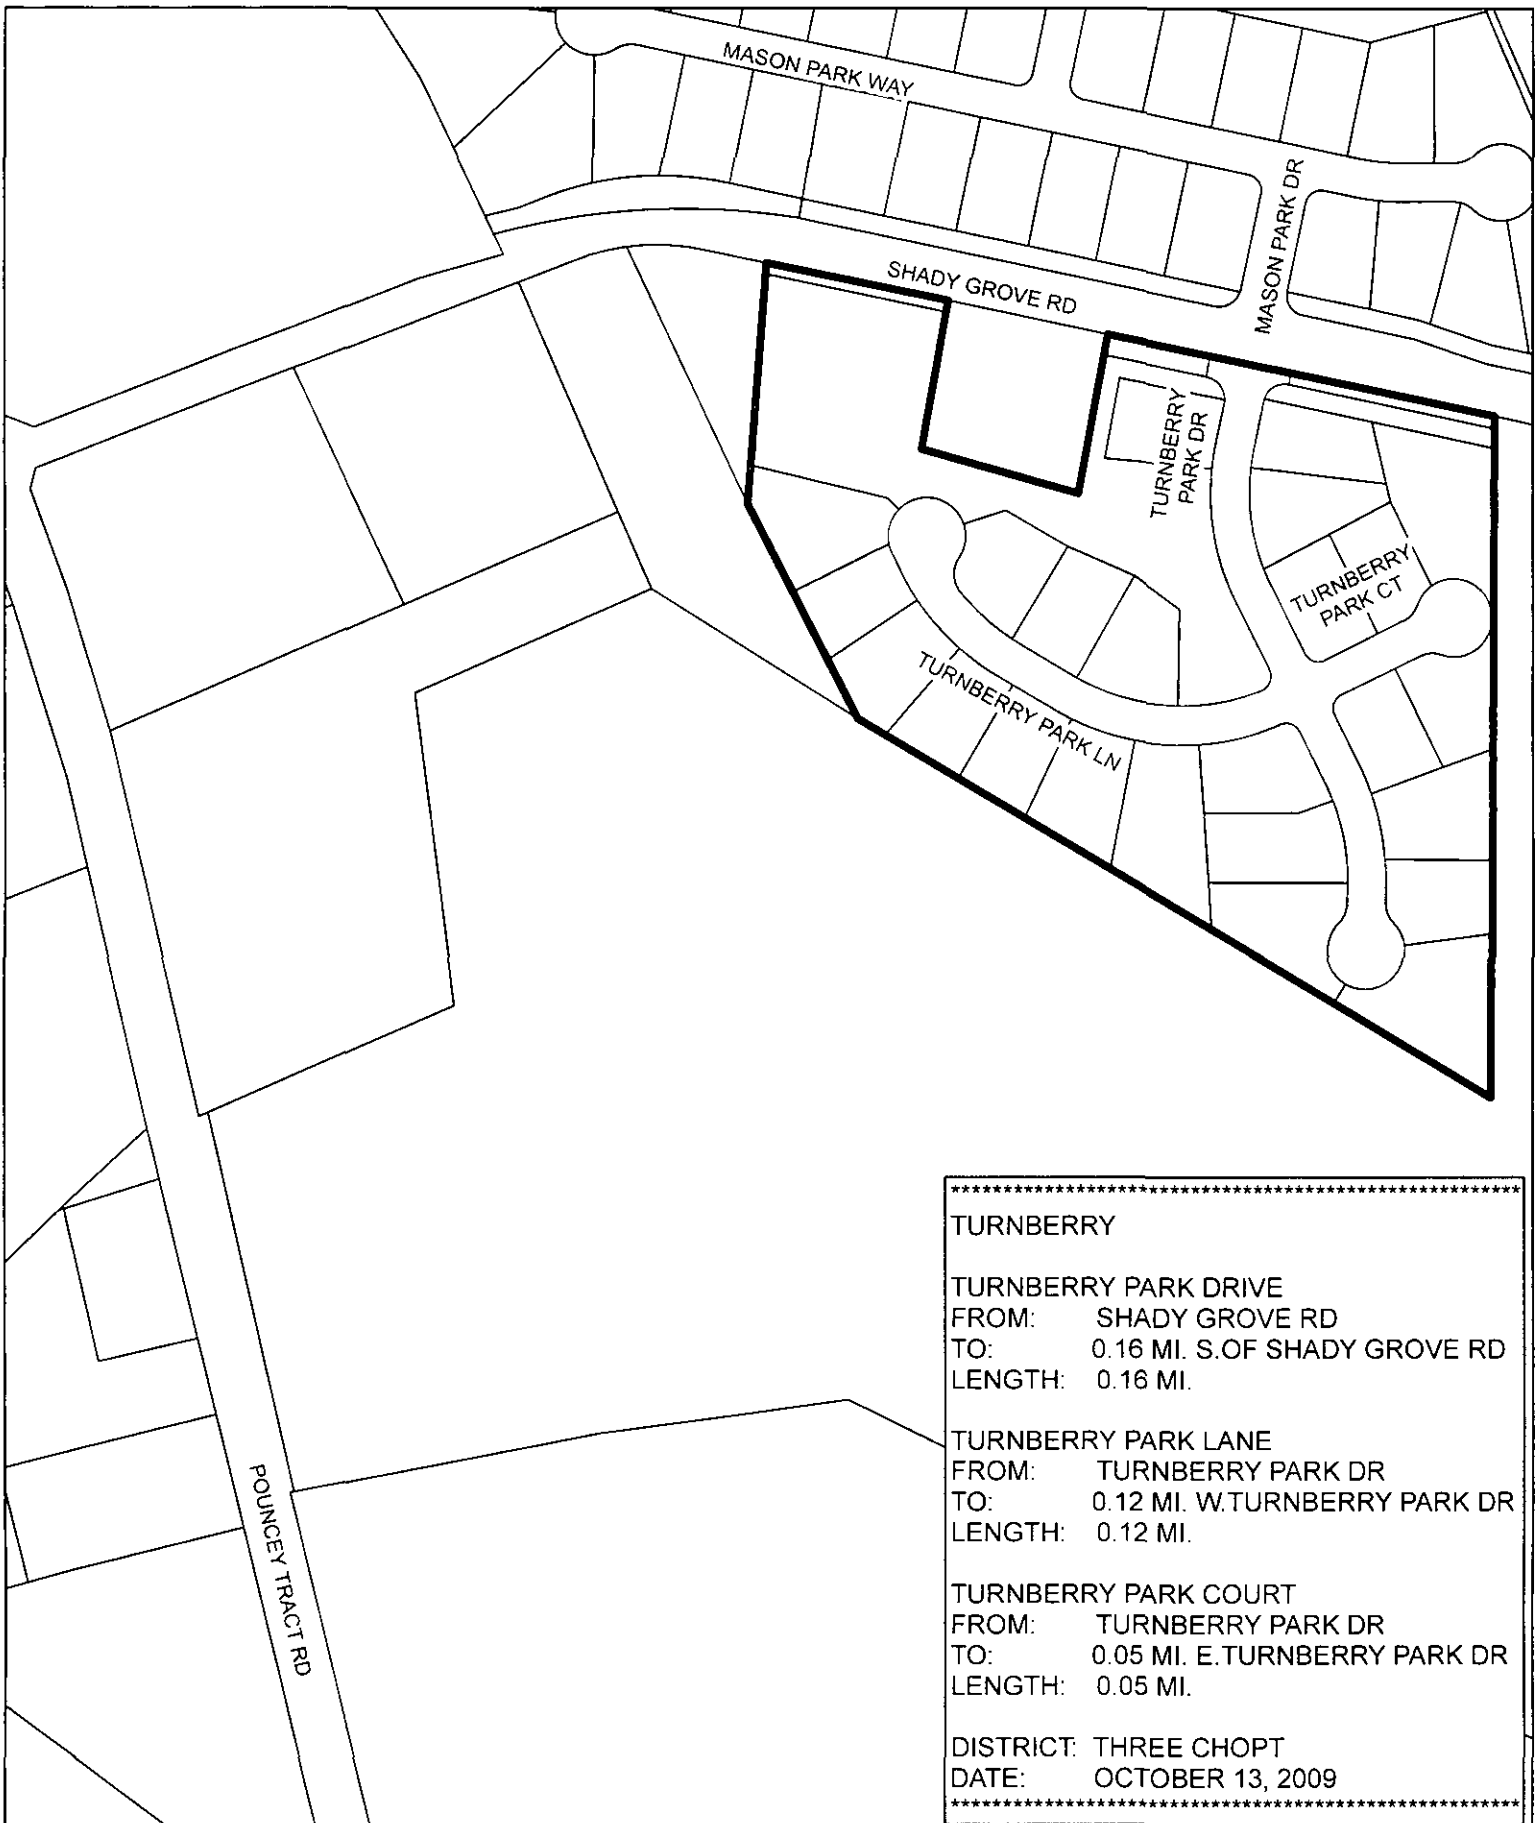 MASON PARK WAY
MASON PARK DR
SHADY GROVE RD
TURNBERRY
PARK DR
TURNBERRY
PARK CT
TURNBERRY PARK LN
POUNCEY TRACT RD
******************************************************
TURNBERRY
TURNBERRY PARK DRIVE
FROM: SHADY GROVE RD
TO: 0.16 MI. S.OF SHADY GROVE RD
LENGTH: 0.16 MI.
TURNBERRY PARK LANE
FROM: TURNBERRY PARK DR
TO: 0.12 MI. W.TURNBERRY PARK DR
LENGTH: 0.12 MI.
TURNBERRY PARK COURT
FROM: TURNBERRY PARK DR
TO: 0.05 MI. E.TURNBERRY PARK DR
LENGTH: 0.05 MI.
DISTRICT: THREE CHOPT
DATE: OCTOBER 13, 2009
******************************************************